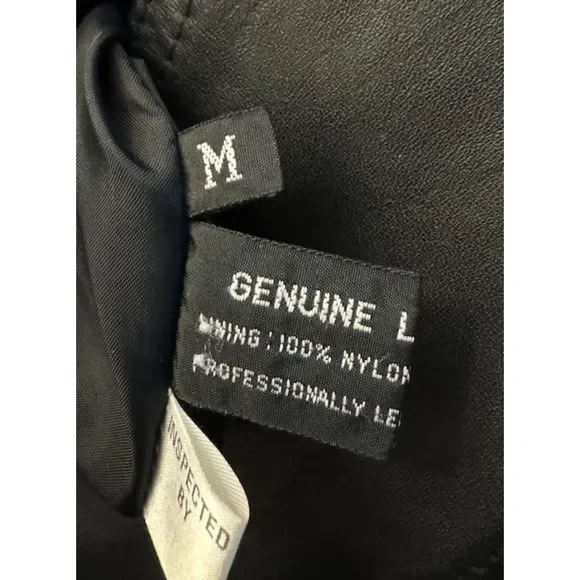 M
GENUINE L
LINING: 100% NYLON
PROFESSIONALLY LE
INSPECTED
BY